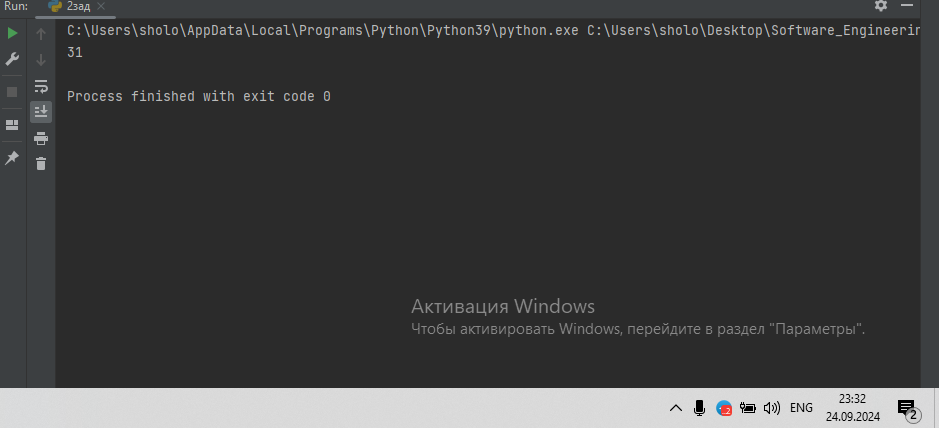 Run: 2зад
C:\Users\sholo\AppData\Local\Programs\Python\Python39\python.exe C:\Users\sholo\Desktop\Software_Engineerin
31
Process finished with exit code 0
Активация Windows
Чтобы активировать Windows, перейдите в раздел "Параметры".
23:32
ENG
24.09.2024
2